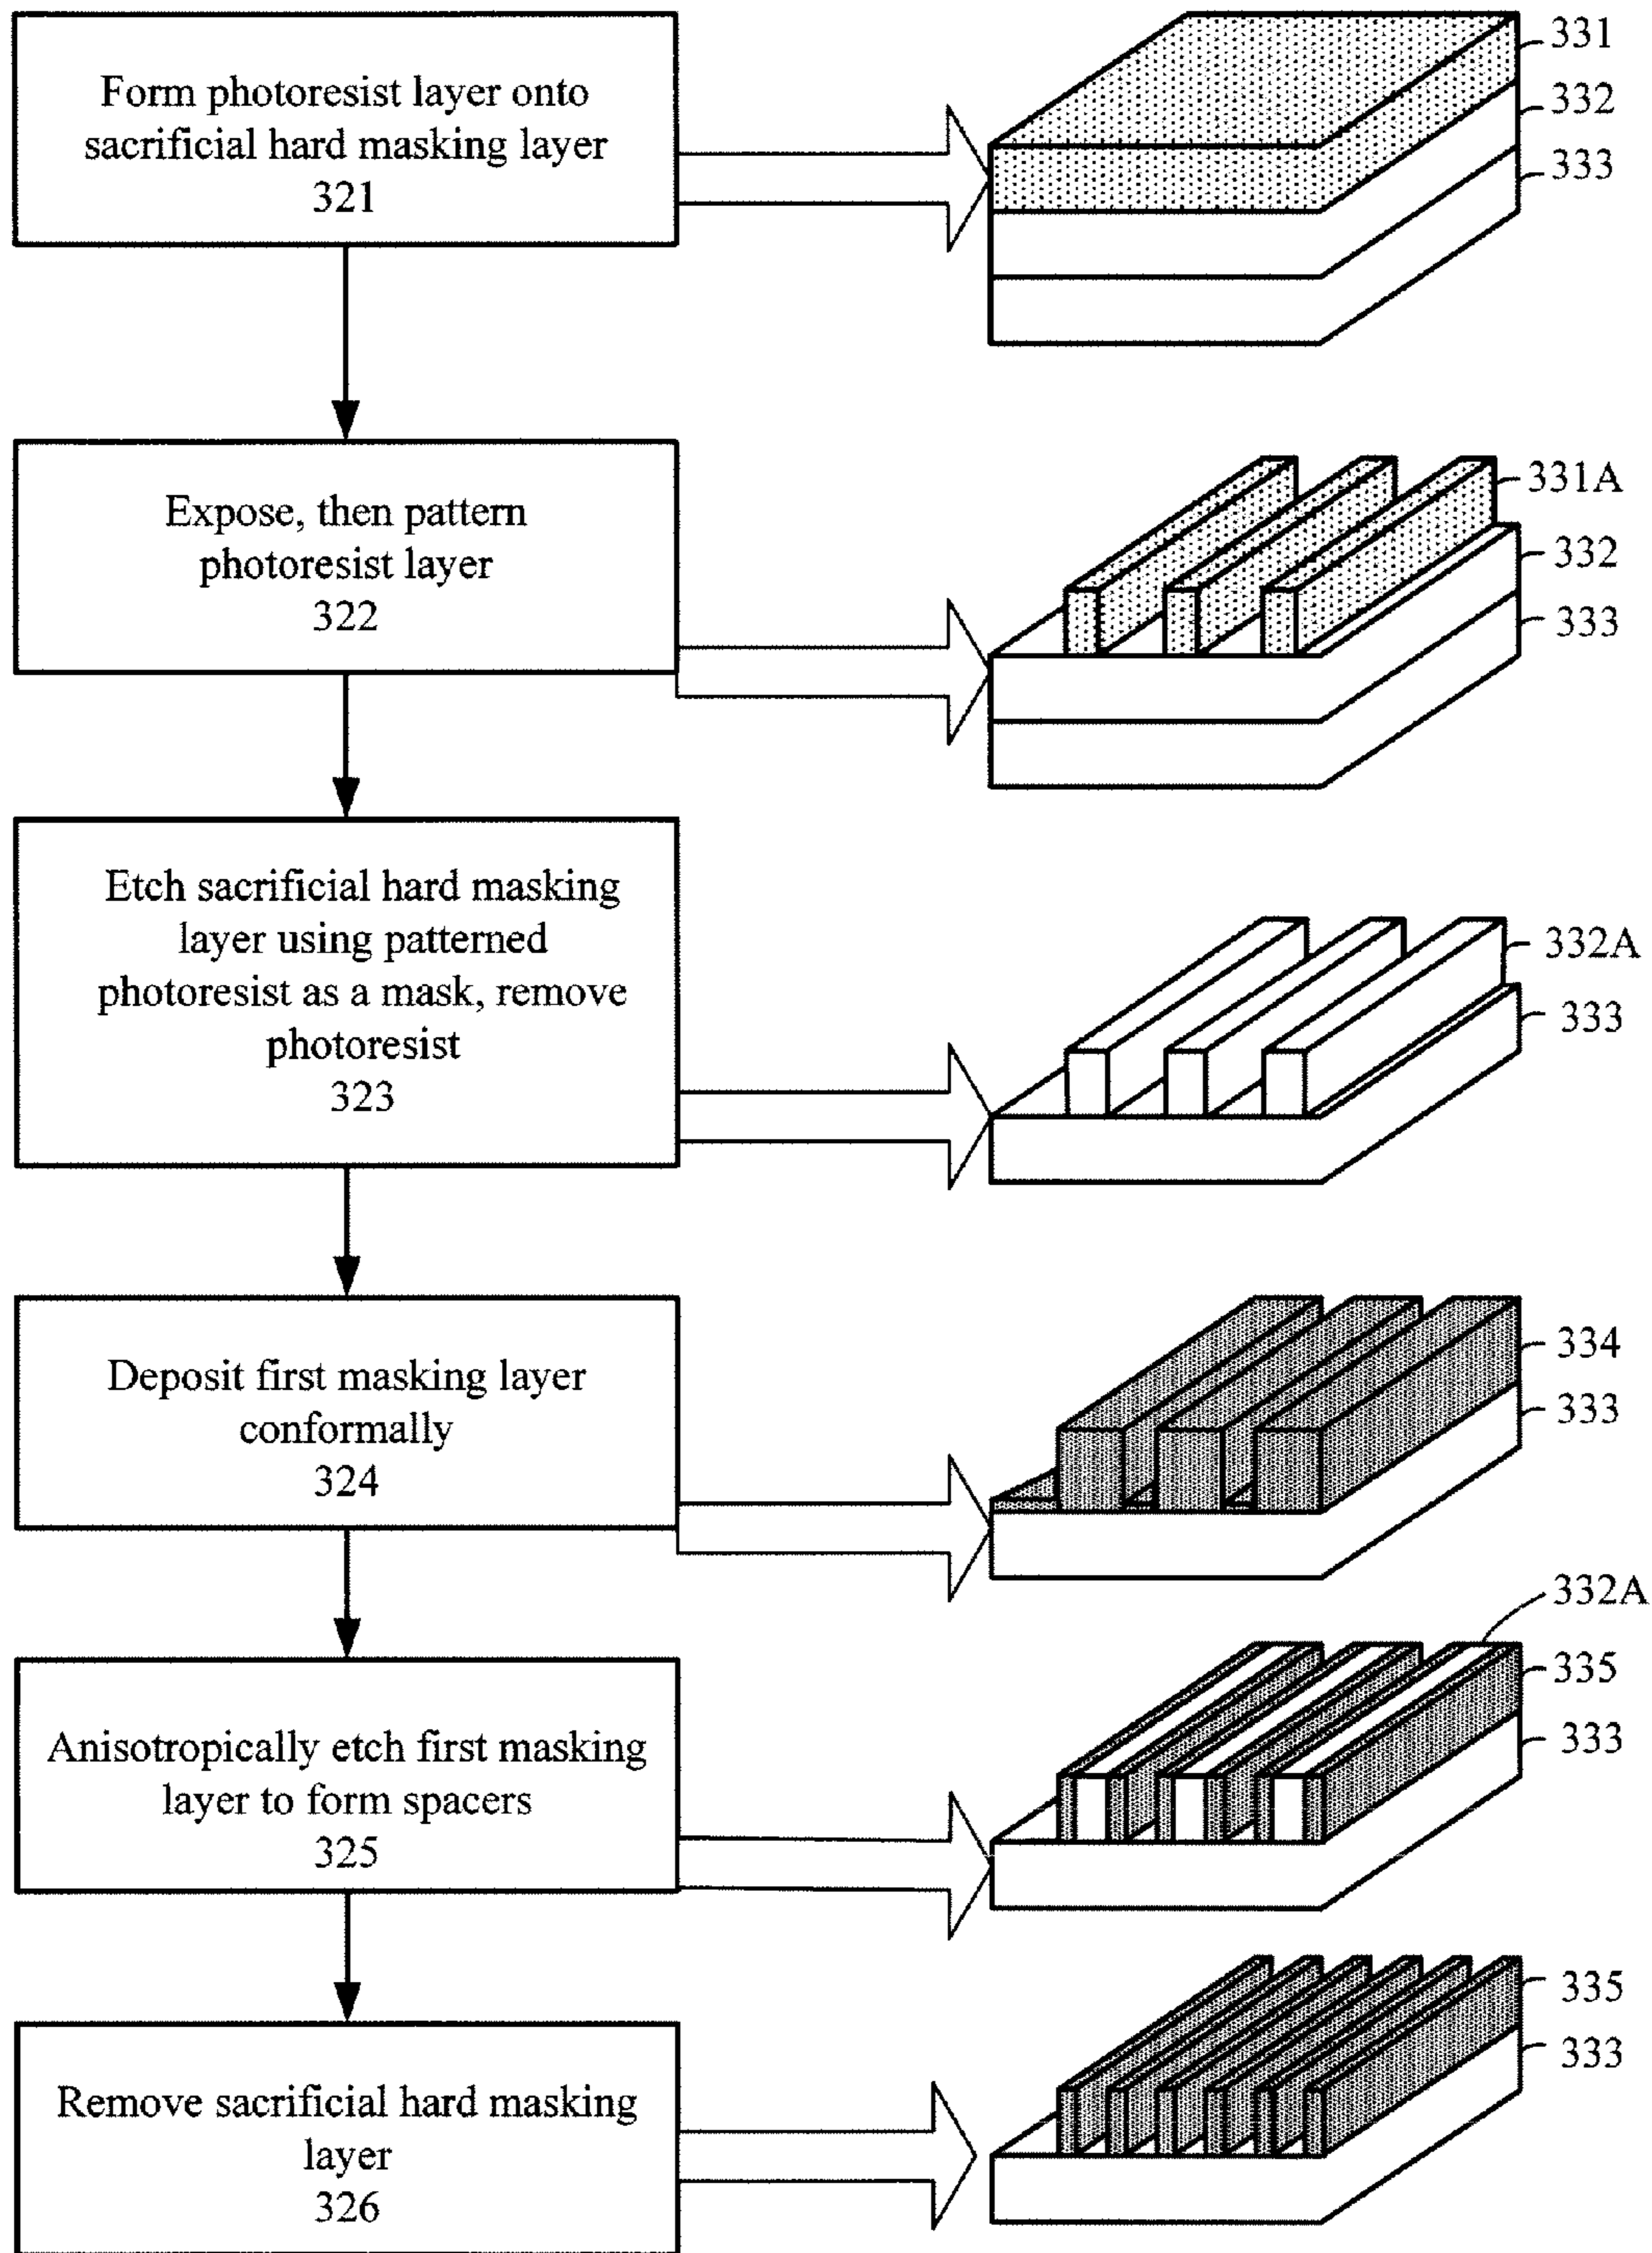 Form photoresist layer onto
sacrificial hard masking layer
321
331
332
333
Expose, then pattern
photoresist layer
322
331A
332
333
Etch sacrificial hard masking
layer using patterned
photoresist as a mask, remove
photoresist
323
332A
333
Deposit first masking layer
conformally
324
334
333
Anisotropically etch first masking
layer to form spacers
325
332A
335
333
Remove sacrificial hard masking
layer
326
335
333